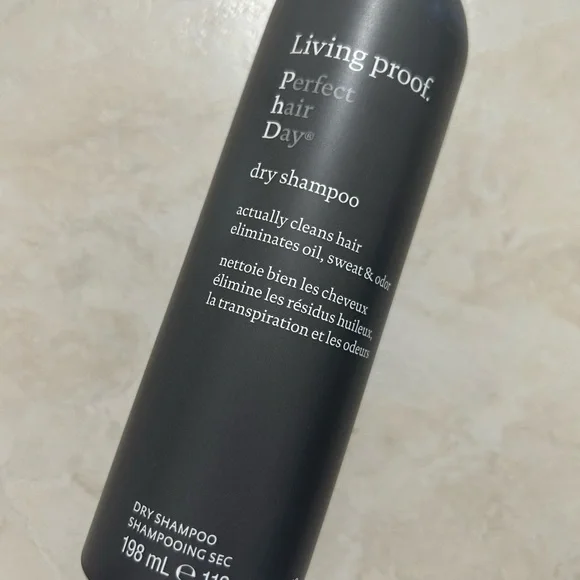 Living proof.
Perfect
hair
Day®
dry shampoo
actually cleans hair
eliminates oil, sweat & odor
nettoie bien les cheveux
élimine les résidus huileux,
la transpiration et les odeurs
DRY SHAMPOO
SHAMPOOING SEC
198 mL ℮